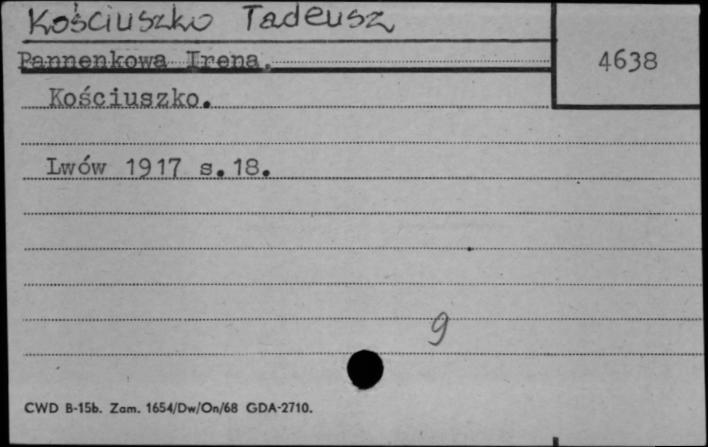 Kościuszko Tadeusz
Pannenkowa Irena.
4638
Kościuszko.
Lwów 1917 s.18.
9
CWD B-15b. Zam. 1654/Dw/On/68 GDA-2710.